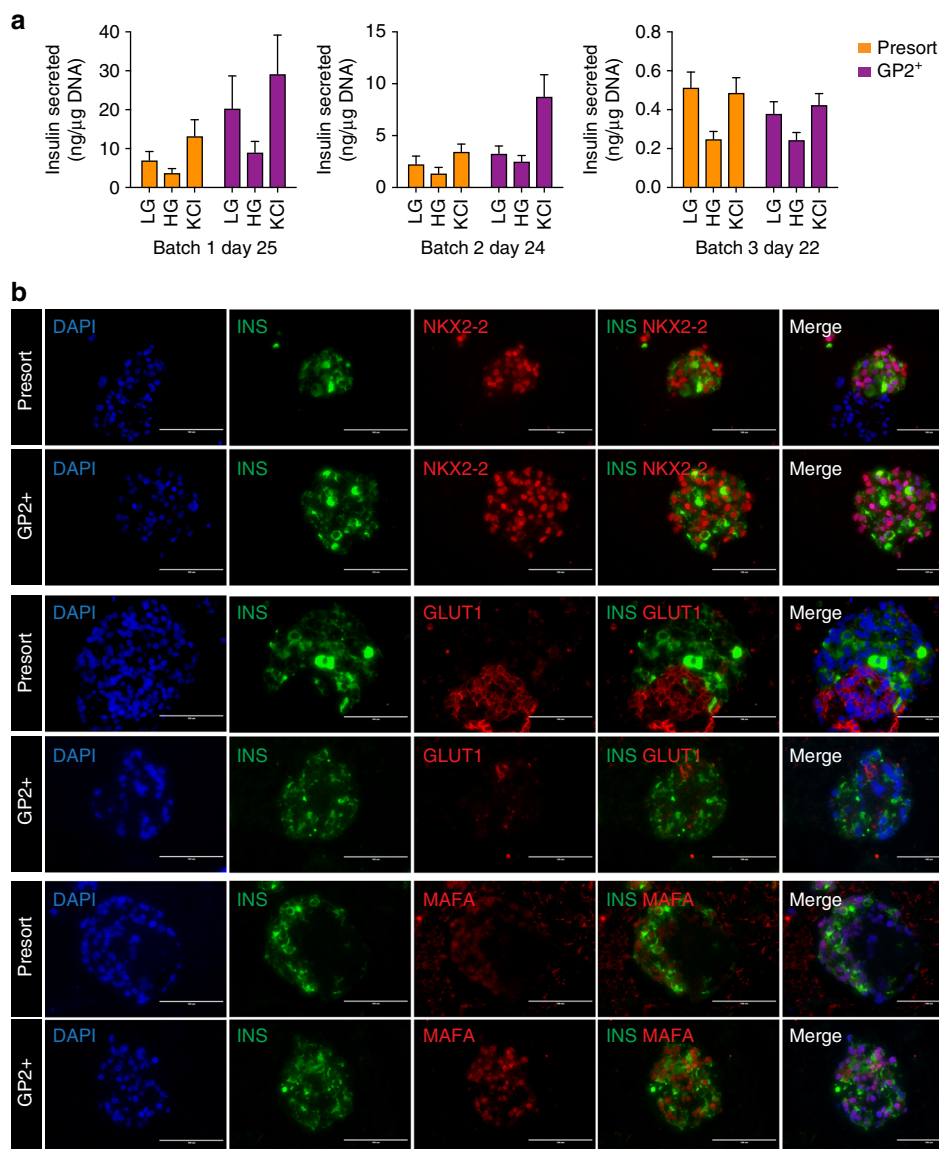 a
40
30
20
10
0
Insulin secreted
(ng/μg DNA)
LG HG KCl LG HG KCl
Batch 1 day 25
15
10
5
0
Insulin secreted
(ng/μg DNA)
LG HG KCl LG HG KCl
Batch 2 day 24
0.8
0.6
0.4
0.2
0.0
Insulin secreted
(ng/μg DNA)
LG HG KCl LG HG KCl
Batch 3 day 22
Presort
GP2+
b
Presort
DAPI INS NKX2-2 INS NKX2-2 Merge
GP2+
DAPI INS NKX2-2 INS NKX2-2 Merge
Presort
DAPI INS GLUT1 INS GLUT1 Merge
GP2+
DAPI INS GLUT1 INS GLUT1 Merge
Presort
DAPI INS MAFA INS MAFA Merge
GP2+
DAPI INS MAFA INS MAFA Merge